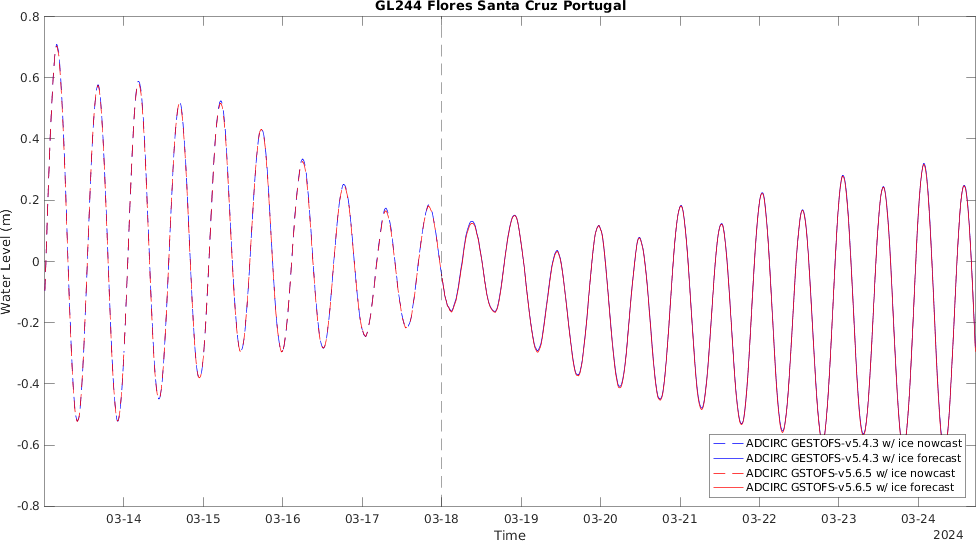 GL244 Flores Santa Cruz Portugal
Water Level (m)
0.8
0.6
0.4
0.2
0
-0.2
-0.4
-0.6
-0.8
ADCIRC GESTOFS-v5.4.3 w/ ice nowcast
ADCIRC GESTOFS-v5.4.3 w/ ice forecast
ADCIRC GSTOFS-v5.6.5 w/ ice nowcast
ADCIRC GSTOFS-v5.6.5 w/ ice forecast
03-14 03-15 03-16 03-17 03-18 03-19 03-20 03-21 03-22 03-23 03-24
Time
2024